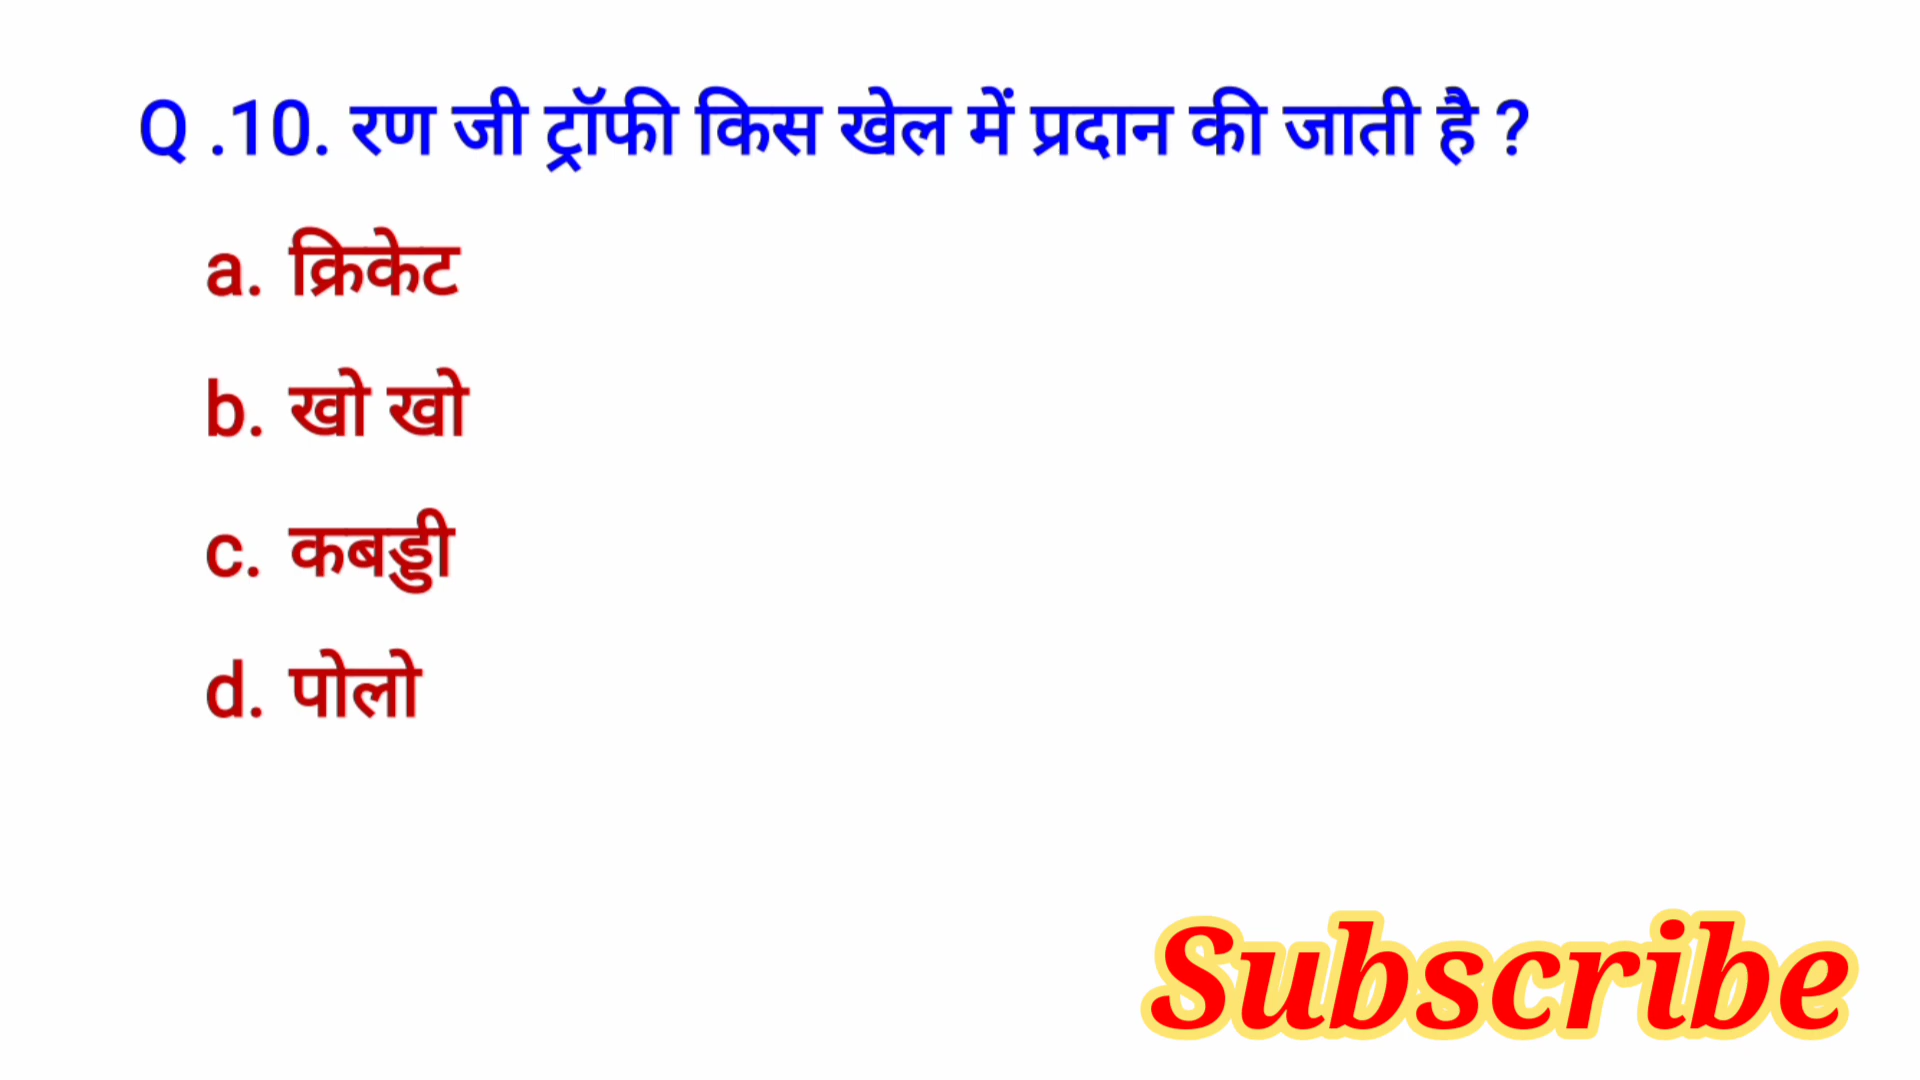 Q .10. रण जी ट्रॉफी किस खेल में प्रदान की जाती है ?
a. क्रिकेट
b. खो खो
c. कबड्डी
d. पोलो
Subscribe